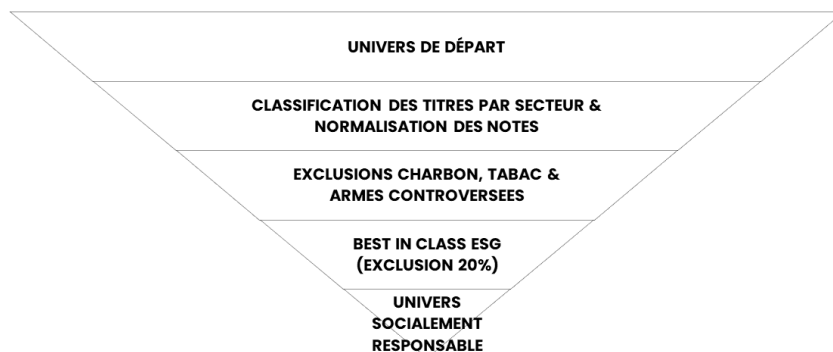 UNIVERS DE DÉPART
CLASSIFICATION DES TITRES PAR SECTEUR &
NORMALISATION DES NOTES
EXCLUSIONS CHARBON, TABAC &
ARMES CONTROVERSEES
BEST IN CLASS ESG
(EXCLUSION 20%)
UNIVERS
SOCIALEMENT
RESPONSABLE